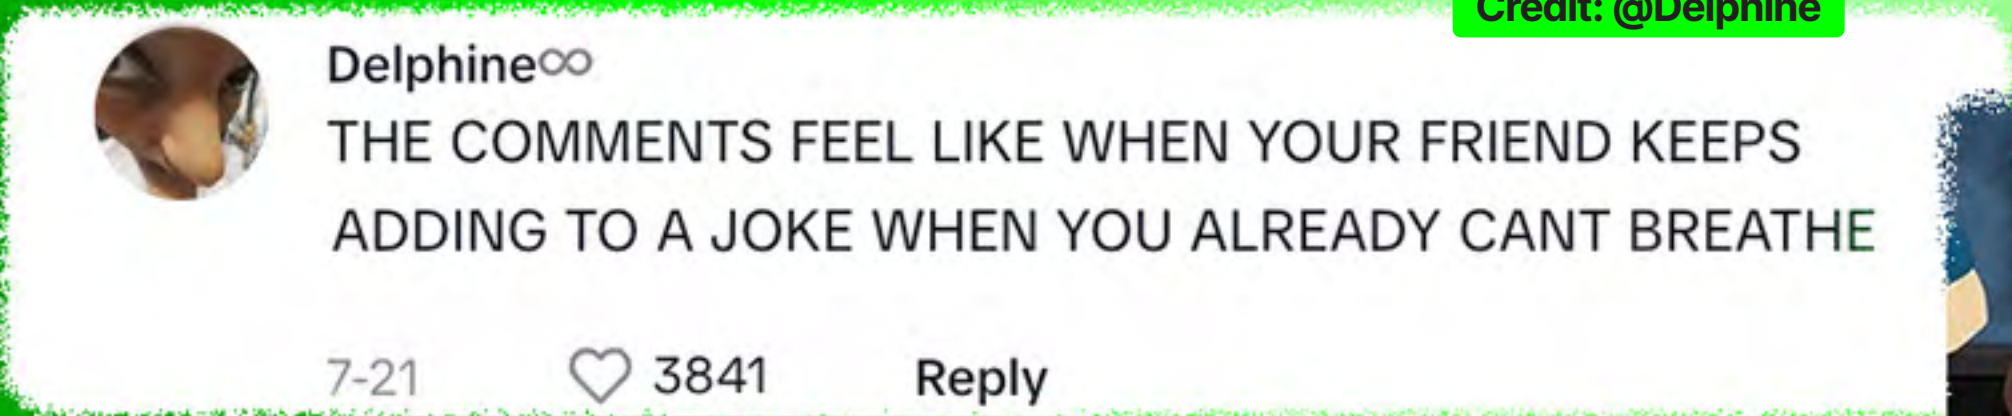 Credit: @Delphine
Delphine∞
THE COMMENTS FEEL LIKE WHEN YOUR FRIEND KEEPS
ADDING TO A JOKE WHEN YOU ALREADY CANT BREATHE
7-21 3841 Reply